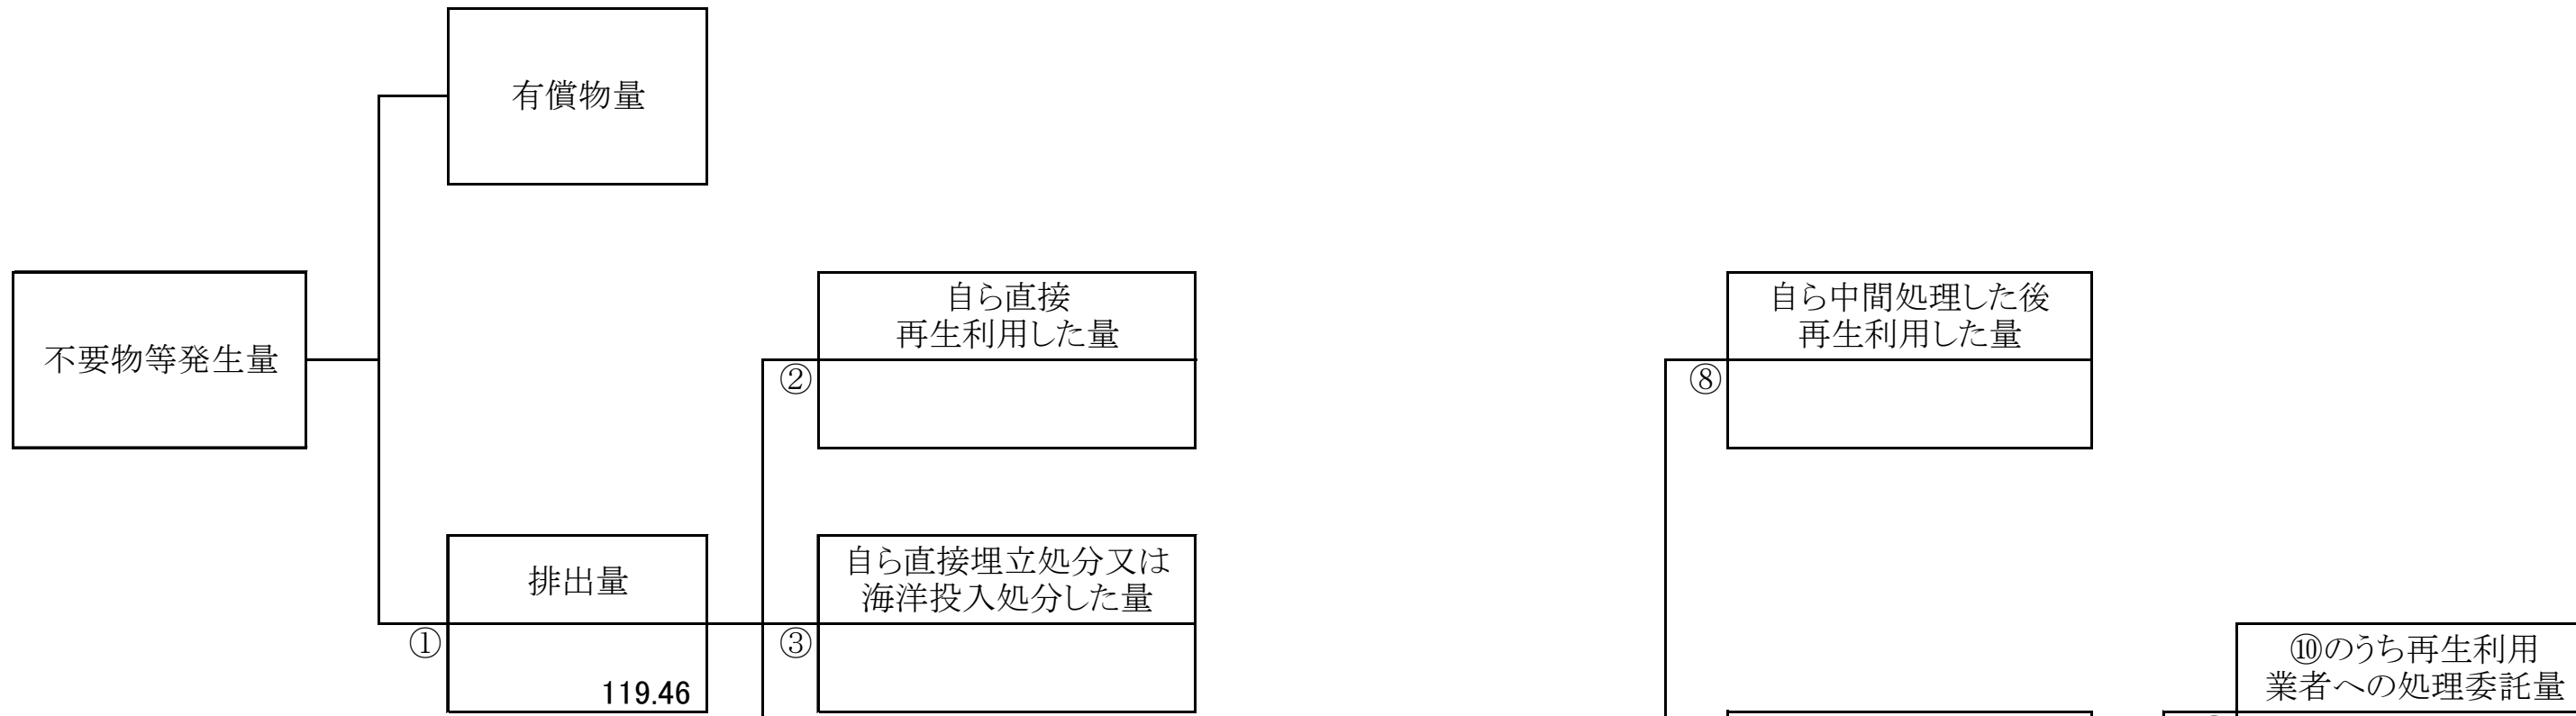 有償物量
不要物等発生量
自ら直接
再生利用した量
②
自ら中間処理した後
再生利用した量
⑧
排出量
①
119.46
自ら直接埋立処分又は
海洋投入処分した量
③
⑩のうち再生利用
業者への処理委託量